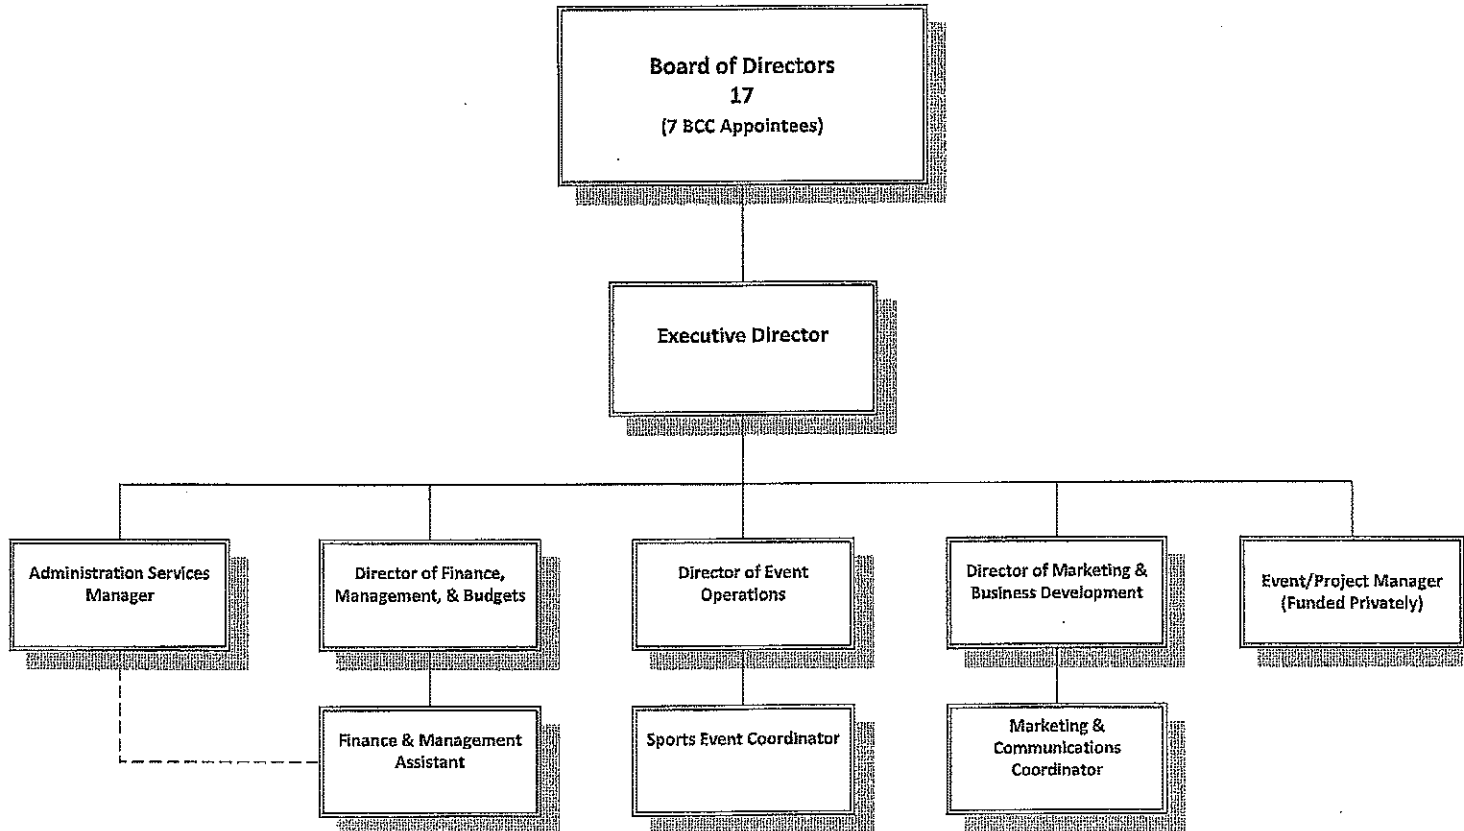 Board of Directors
17
(7 BCC Appointees)
Executive Director
Administration Services
Manager
Director of Finance,
Management, & Budgets
Director of Event
Operations
Director of Marketing &
Business Development
Event/Project Manager
(Funded Privately)
Finance & Management
Assistant
Sports Event Coordinator
Marketing &
Communications
Coordinator